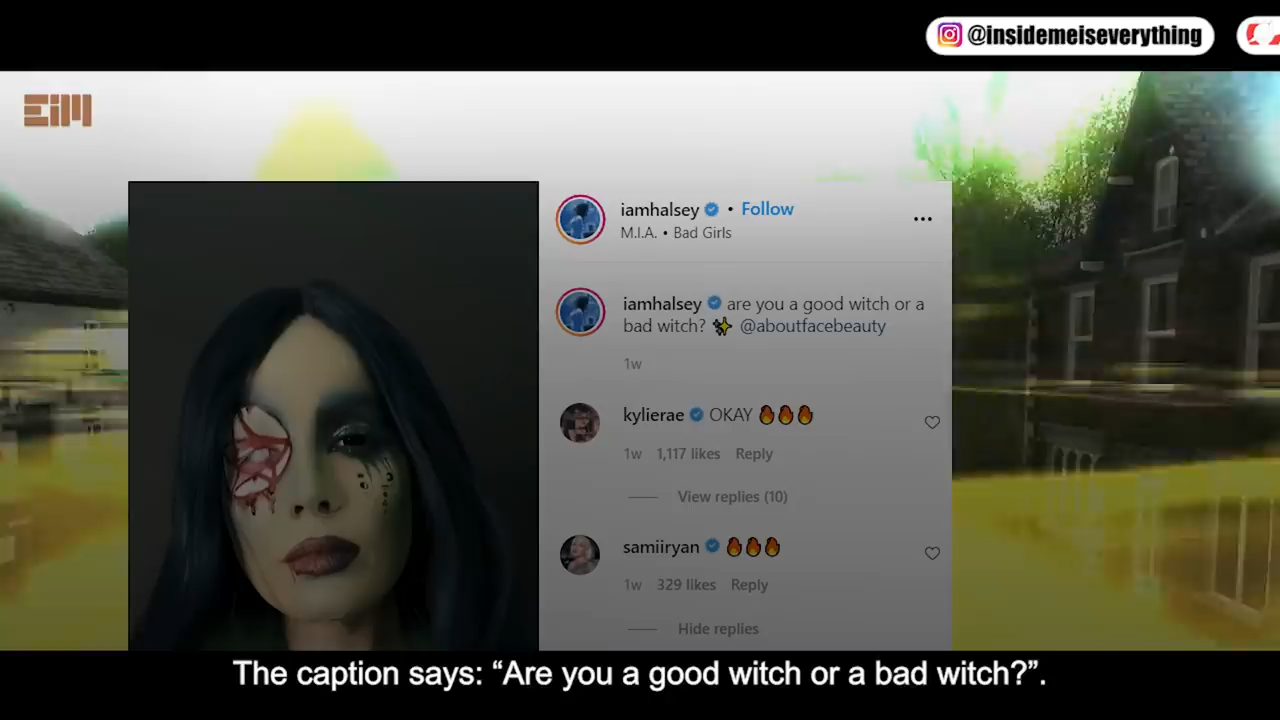 @insidemeiseverything
EiM
iamhalsey • Follow
M.I.A. • Bad Girls
iamhalsey are you a good witch or a
bad witch? ✨ @aboutfacebeauty
1w
kylierae OKAY 🔥🔥🔥
1w 1,117 likes Reply
View replies (10)
samiiryan 🔥🔥🔥
1w 329 likes Reply
Hide replies
The caption says: “Are you a good witch or a bad witch?”.